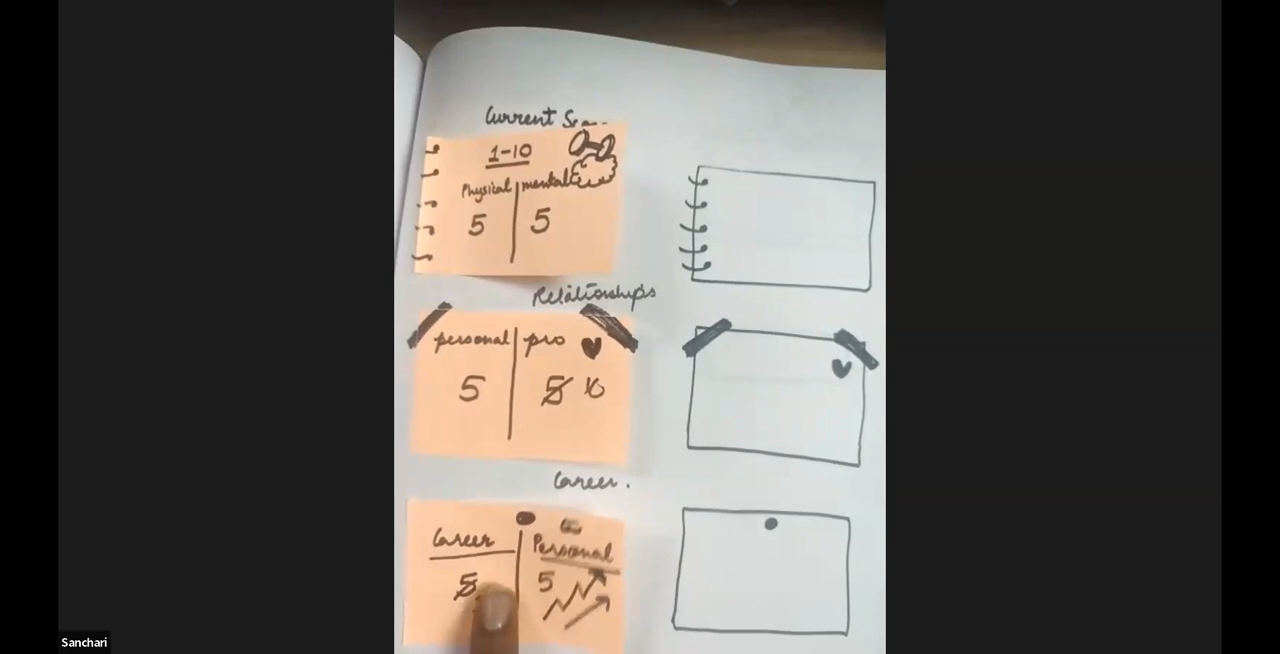 Current
1-10
Physical mental
5 5
Relationships
personal pro
5 5 10
Career.
Career Personal
5 5
Sanchari